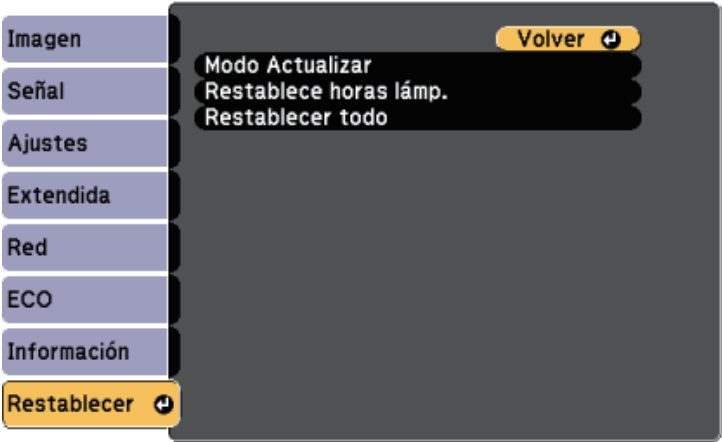 Imagen
Señal
Ajustes
Extendida
Red
ECO
Información
Restablecer
Volver
Modo Actualizar
Restablece horas lámp.
Restablecer todo